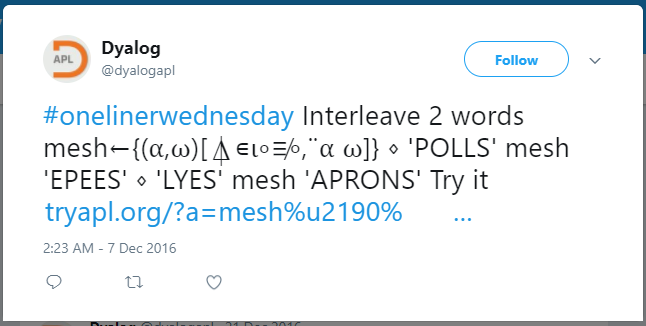 APL
Dyalog
@dyalogapl
Follow
#onelinerwednesday Interleave 2 words
mesh←{(⍺,⍵)[⍋∊⍳∘≢⍤,¨⍺ ⍵]} ⋄ 'POLLS' mesh
'EPEES' ⋄ 'LYES' mesh 'APRONS' Try it
tryapl.org/?a=mesh%u2190% ...
2:23 AM - 7 Dec 2016